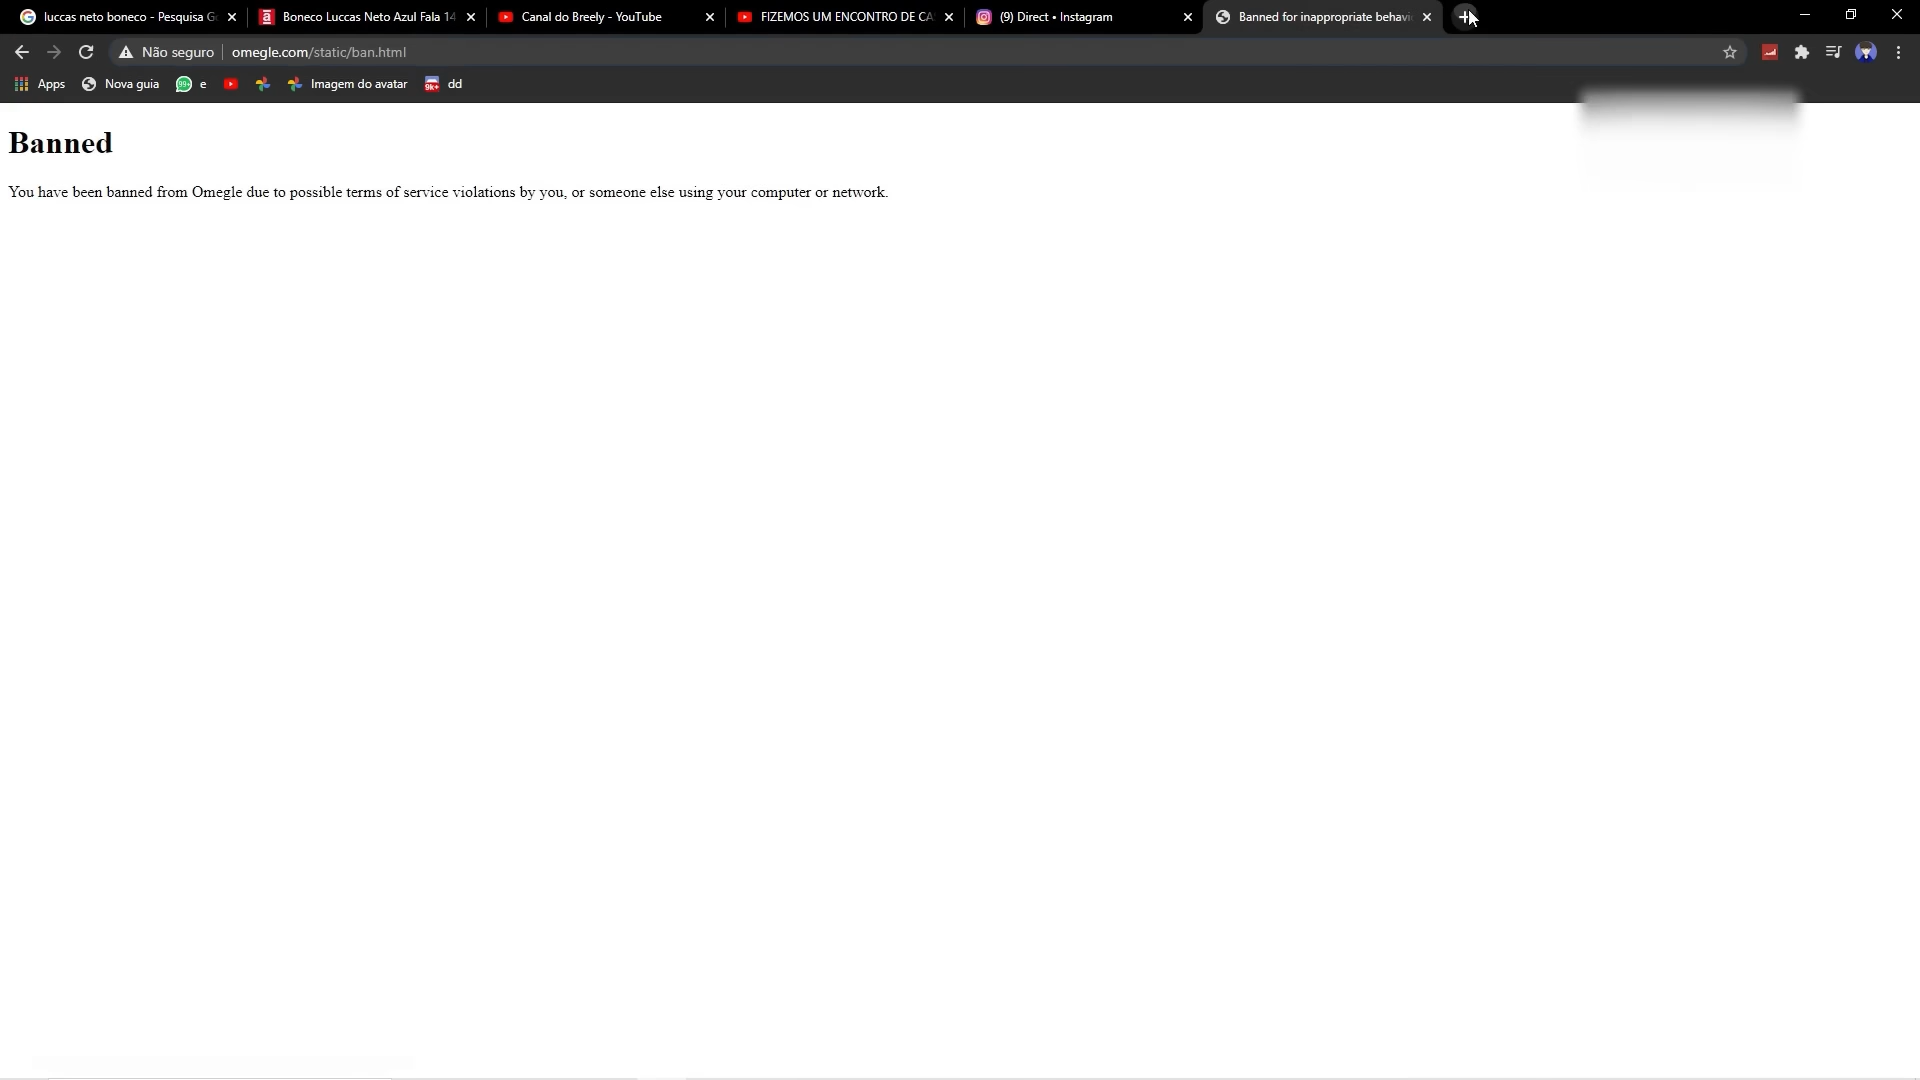 luccas neto boneco - Pesquisa G
Boneco Luccas Neto Azul Fala 14
Canal do Breely - YouTube
FIZEMOS UM ENCONTRO DE CA
(9) Direct • Instagram
Banned for inappropriate behavi
Não seguro
omegle.com/static/ban.html
Apps
Nova guia
99+
e
Imagem do avatar
9k+
dd
Banned
You have been banned from Omegle due to possible terms of service violations by you, or someone else using your computer or network.